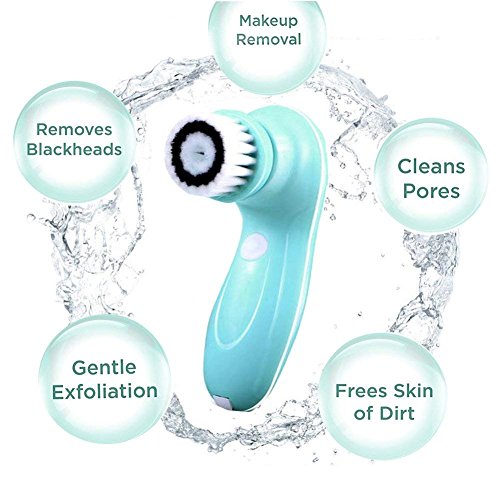 Makeup
Removal
Removes
Blackheads
Cleans
Pores
Gentle
Exfoliation
Frees Skin
of Dirt